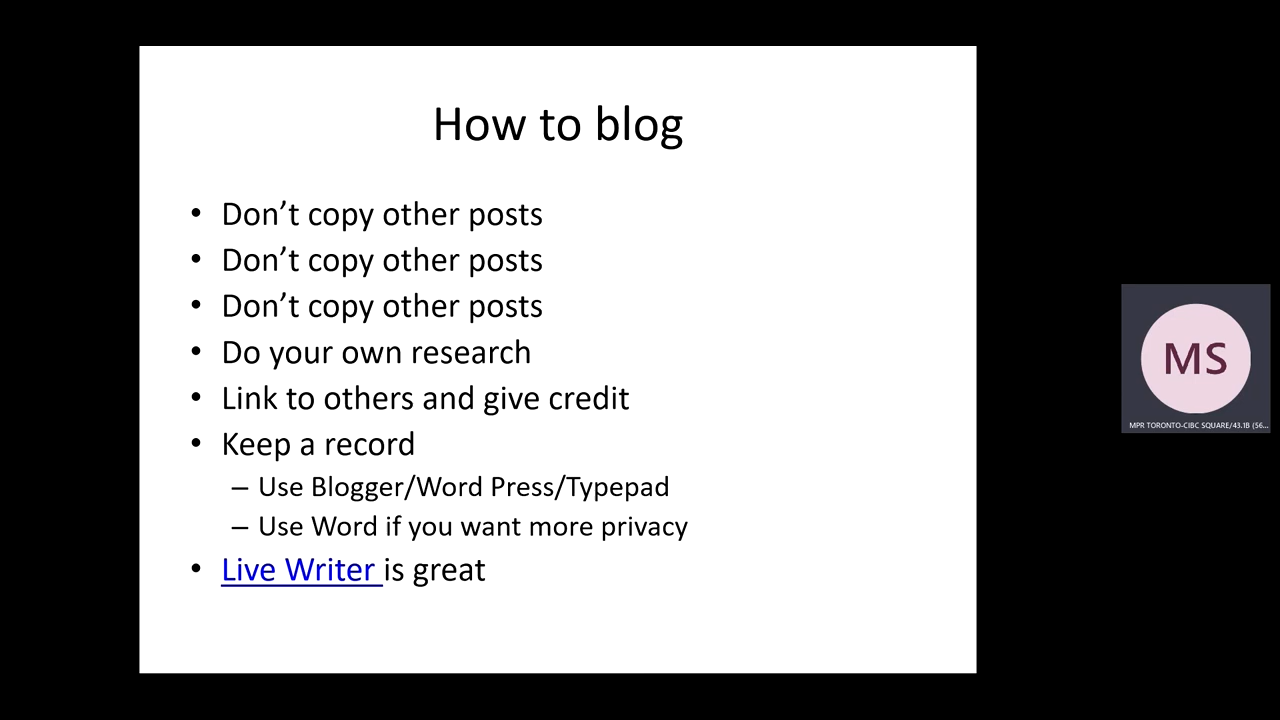 How to blog
• Don’t copy other posts
• Don’t copy other posts
• Don’t copy other posts
• Do your own research
• Link to others and give credit
• Keep a record
– Use Blogger/Word Press/Typepad
– Use Word if you want more privacy
• Live Writer is great
MS
MPR TORONTO-CIBC SQUARE/43.1B (56...